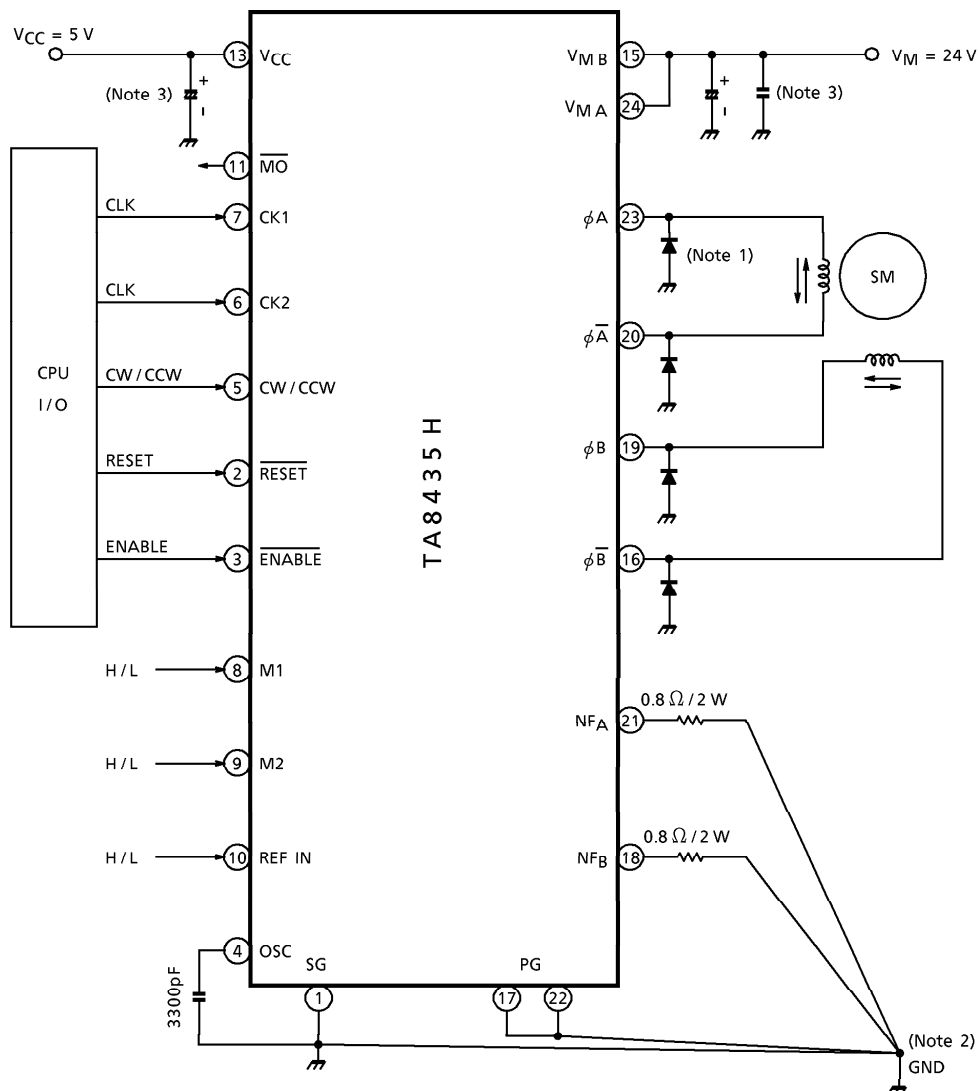 VCC = 5 V
13
VCC
VM B
15
VM = 24 V
(Note 3)
+
-
VM A
24
+
-
(Note 3)
11
MO
CLK
7
CK1
φA
23
(Note 1)
SM
CLK
6
CK2
φA
20
CPU
I/O
CW/CCW
5
CW/CCW
TA8435H
φB
19
RESET
2
RESET
ENABLE
3
ENABLE
φB
16
H/L
8
M1
0.8 Ω/2 W
NFA
21
H/L
9
M2
0.8 Ω/2 W
H/L
10
REF IN
NFB
18
4
OSC
3300pF
SG
PG
1
17
22
(Note 2)
GND